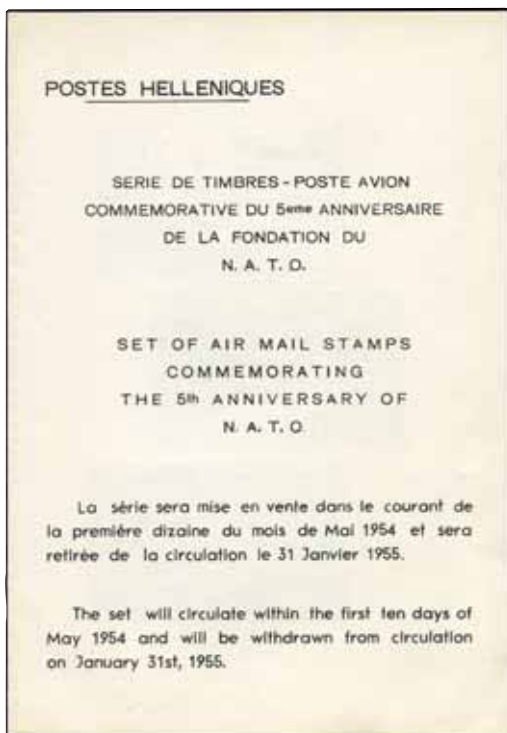 POSTES HELLENIQUES
SERIE DE TIMBRES - POSTE AVION
COMMEMORATIVE DU 5eme ANNIVERSAIRE
DE LA FONDATION DU
N. A. T. O.
SET OF AIR MAIL STAMPS
COMMEMORATING
THE 5th ANNIVERSARY OF
N. A. T. O
La série sera mise en vente dans le courant de
la première dizaine du mois de Mai 1954 et sera
retirée de la circulation le 31 Janvier 1955.
The set will circulate within the first ten days of
May 1954 and will be withdrawn from circulation
on January 31st, 1955.